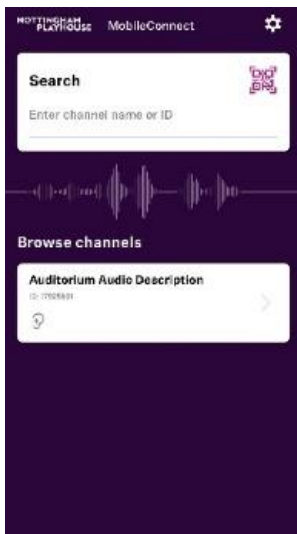 NOTTINGHAM
PLAYHOUSE MobileConnect
Search
Enter channel name or ID
Browse channels
Auditorium Audio Description